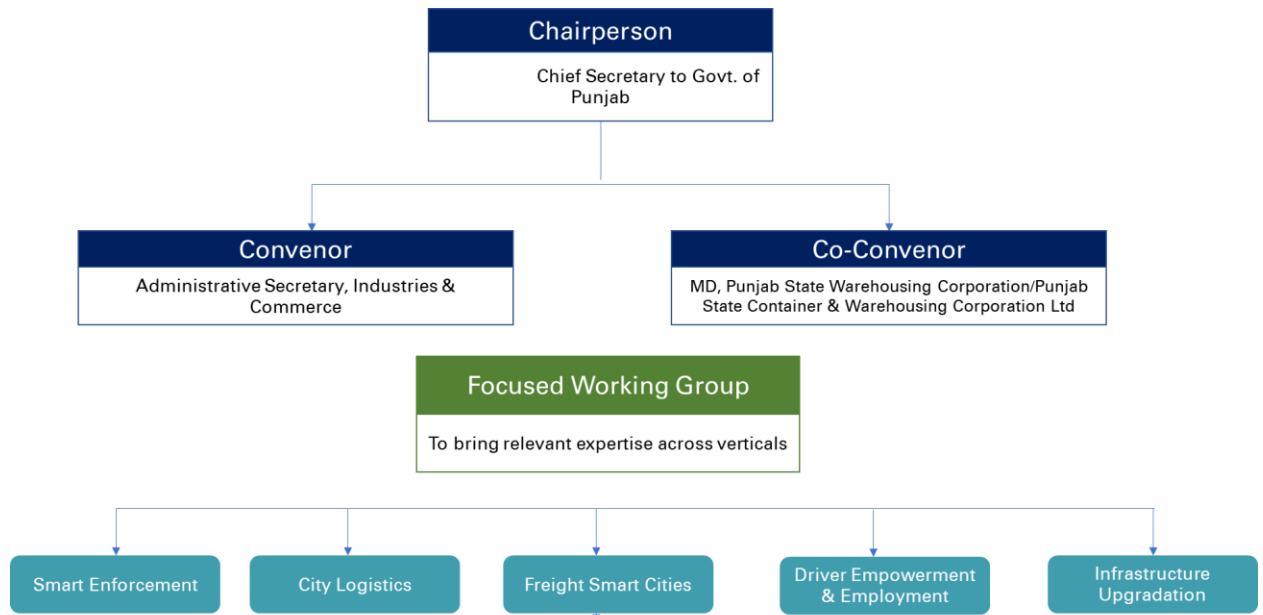 Chairperson
Chief Secretary to Govt. of
Punjab
Convenor
Administrative Secretary, Industries &
Commerce
Co-Convenor
MD, Punjab State Warehousing Corporation/Punjab
State Container & Warehousing Corporation Ltd
Focused Working Group
To bring relevant expertise across verticals
Smart Enforcement
City Logistics
Freight Smart Cities
Driver Empowerment
& Employment
Infrastructure
Upgradation